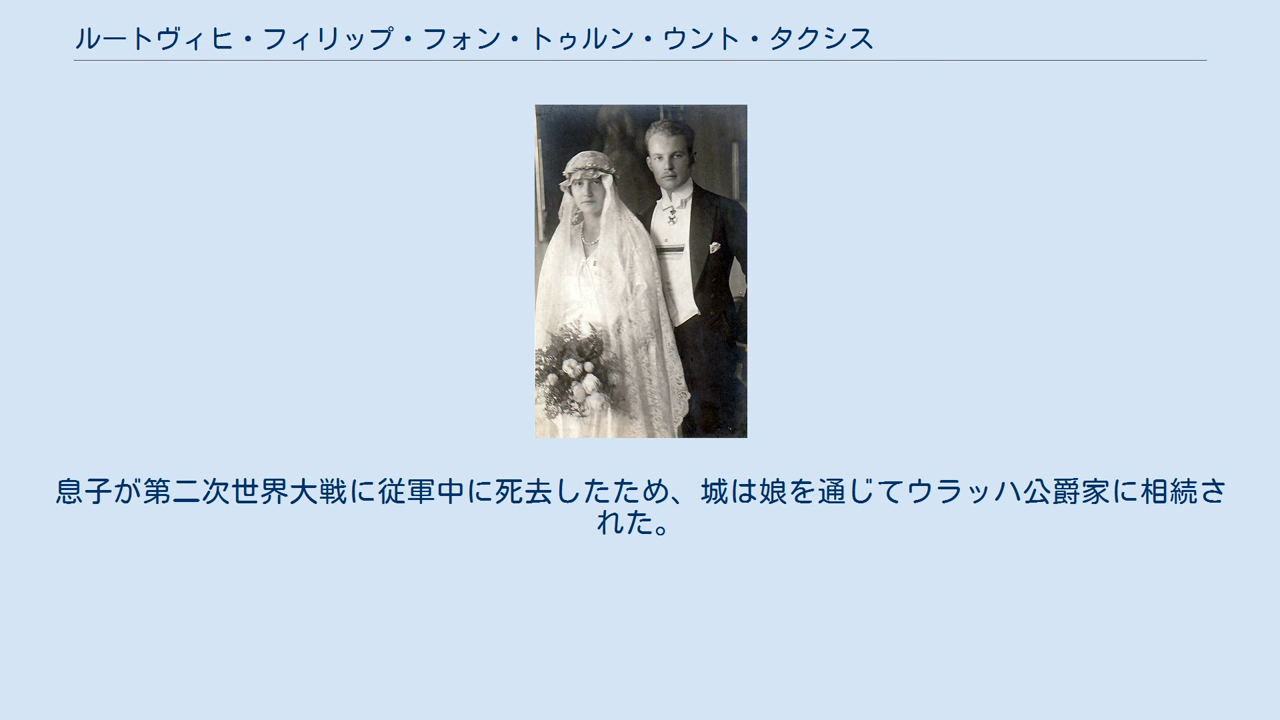 ルートヴィヒ・フィリップ・フォン・トゥルン・ウント・タクシス
息子が第二次世界大戦に従軍中に死去したため、城は娘を通じてウラッハ公爵家に相続さ
れた。